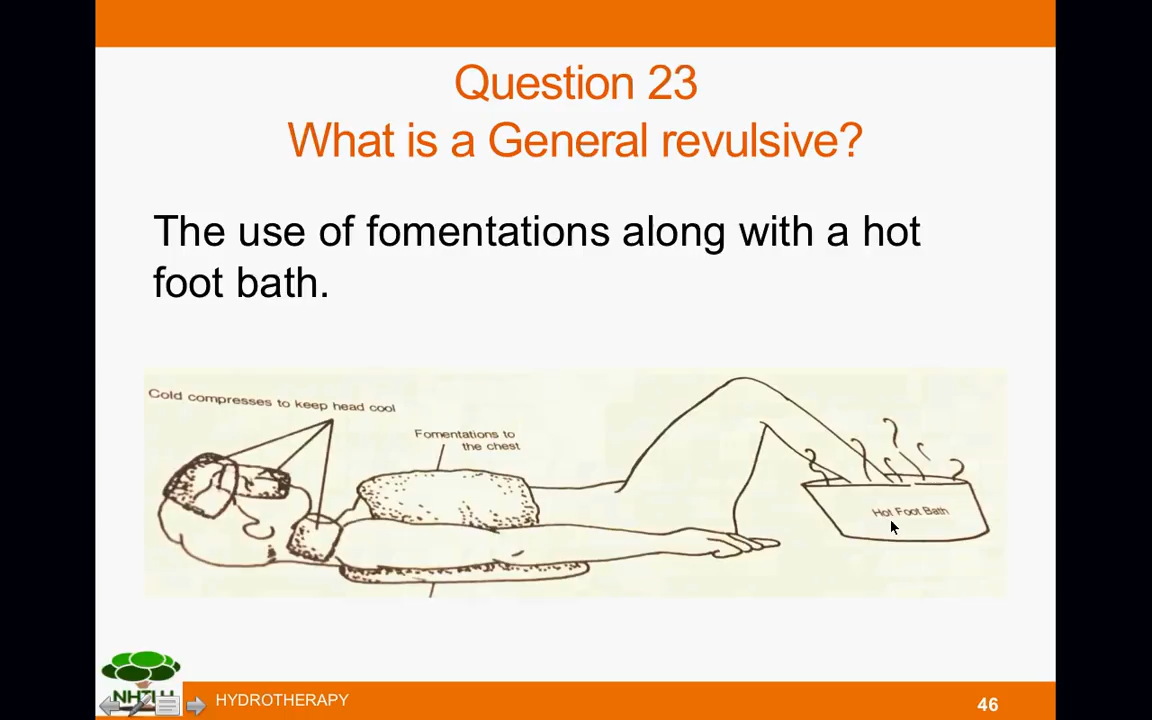 Question 23
What is a General revulsive?
The use of fomentations along with a hot
foot bath.
Cold compresses to keep head cool
Fomentations to
the chest
Hot Foot Bath
HYDROTHERAPY
46